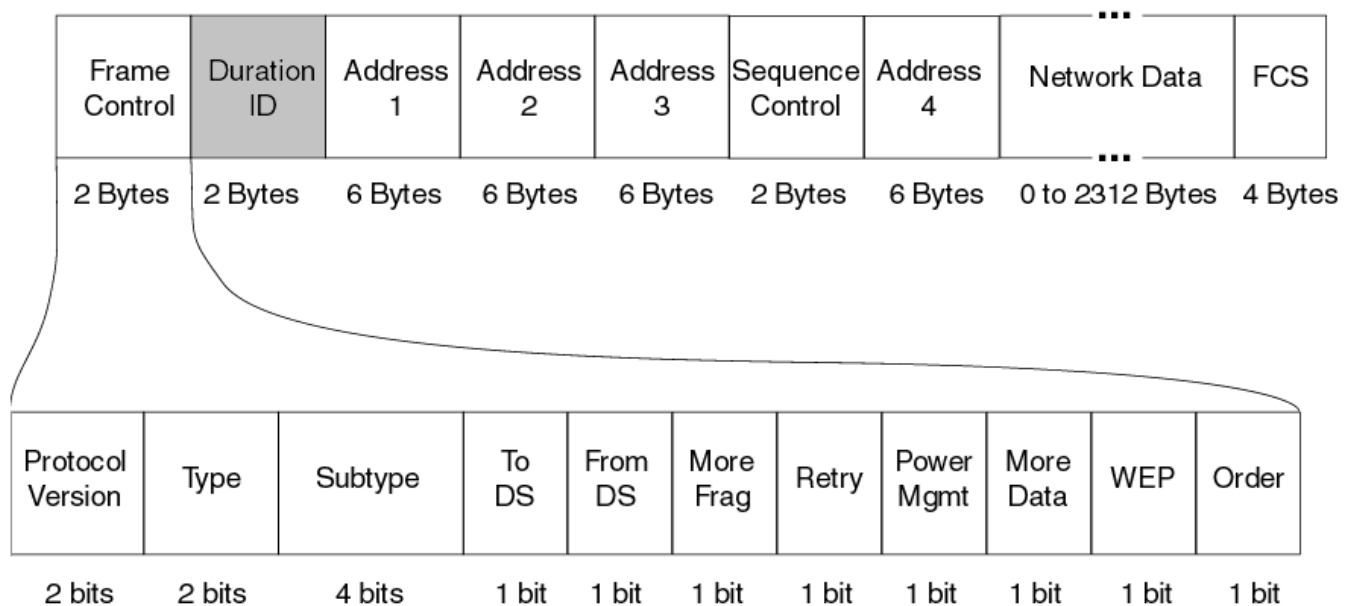 Frame Control
Duration ID
Address 1
Address 2
Address 3
Sequence Control
Address 4
Network Data
FCS
2 Bytes
2 Bytes
6 Bytes
6 Bytes
6 Bytes
2 Bytes
6 Bytes
0 to 2312 Bytes
4 Bytes
Protocol Version
Type
Subtype
To DS
From DS
More Frag
Retry
Power Mgmt
More Data
WEP
Order
2 bits
2 bits
4 bits
1 bit
1 bit
1 bit
1 bit
1 bit
1 bit
1 bit
1 bit